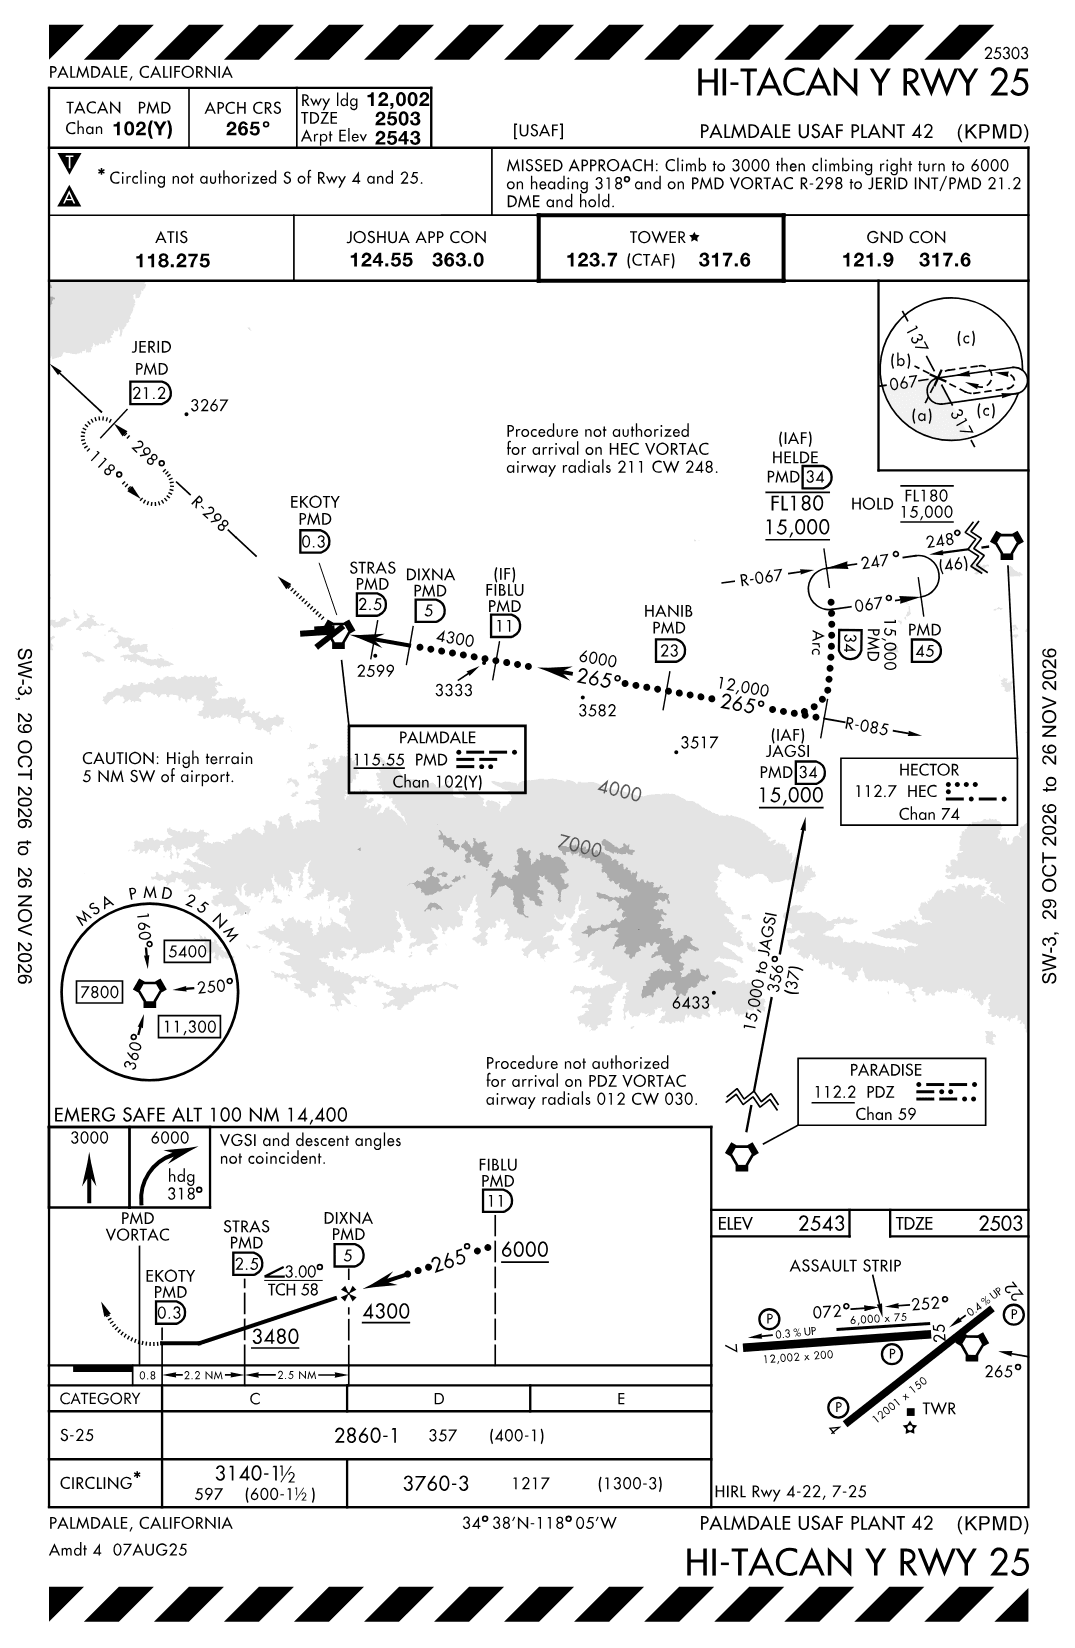 25303
PALMDALE, CALIFORNIA
HI-TACAN Y RWY 25
TACAN PMD
Chan 102(Y)
APCH CRS
265°
Rwy ldg 12,002
TDZE 2503
Arpt Elev 2543
[USAF]
PALMDALE USAF PLANT 42 (KPMD)
T
A
* Circling not authorized S of Rwy 4 and 25.
MISSED APPROACH: Climb to 3000 then climbing right turn to 6000
on heading 318° and on PMD VORTAC R-298 to JERID INT/PMD 21.2
DME and hold.
ATIS
118.275
JOSHUA APP CON
124.55 363.0
TOWER★
123.7 (CTAF) 317.6
GND CON
121.9 317.6
137
(c)
(b)
067
(a)
(c)
317
JERID
PMD
21.2
3267
298°
118°
R-298
Procedure not authorized
for arrival on HEC VORTAC
airway radials 211 CW 248.
(IAF)
HELDE
PMD 34
FL180
15,000
HOLD
FL180
15,000
248°
(46)
R-067
247°
067°
Arc
34
PMD
15,000
PMD
45
EKOTY
PMD
0.3
STRAS
PMD
2.5
DIXNA
PMD
5
(IF)
FIBLU
PMD
11
HANIB
PMD
23
4300
2599
3333
6000
265°
3582
12,000
265°
3517
R-085
(IAF)
JAGSI
PMD 34
15,000
PALMDALE
115.55 PMD
Chan 102(Y)
HECTOR
112.7 HEC
Chan 74
CAUTION: High terrain
5 NM SW of airport.
4000
7000
6433
15,000 to JAGSI
356°
(37)
MSA PMD 25 NM
160°
5400
7800
250°
11,300
360°
Procedure not authorized
for arrival on PDZ VORTAC
airway radials 012 CW 030.
PARADISE
112.2 PDZ
Chan 59
EMERG SAFE ALT 100 NM 14,400
3000
6000
hdg
318°
VGSI and descent angles
not coincident.
PMD
VORTAC
EKOTY
PMD
0.3
STRAS
PMD
2.5
3.00°
TCH 58
DIXNA
PMD
5
FIBLU
PMD
11
265°
6000
4300
3480
0.8
2.2 NM
2.5 NM
ELEV 2543
TDZE 2503
ASSAULT STRIP
072°
252°
6,000 x 75
0.3% UP
0.4% UP
P
P
P
P
7
25
22
4
12,002 x 200
12001 x 150
265°
TWR
HIRL Rwy 4-22, 7-25
CATEGORY C D E
S-25 2860-1 357 (400-1)
CIRCLING* 3140-1½ 597 (600-1½) 3760-3 1217 (1300-3)
PALMDALE, CALIFORNIA
Amdt 4 07AUG25
34°38'N-118°05'W
PALMDALE USAF PLANT 42 (KPMD)
HI-TACAN Y RWY 25
SW-3, 29 OCT 2026 to 26 NOV 2026
SW-3, 29 OCT 2026 to 26 NOV 2026